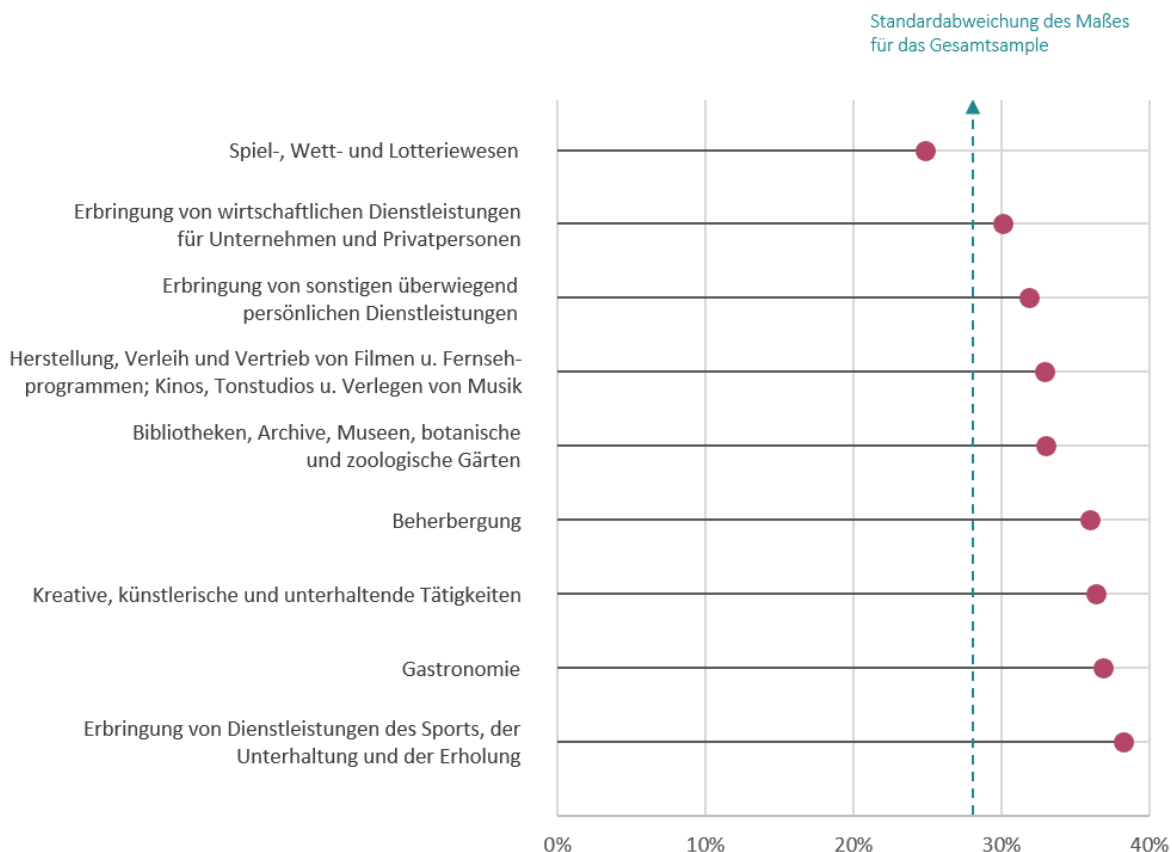 Standardabweichung des Maßes
für das Gesamtsample
Spiel-, Wett- und Lotteriewesen
Erbringung von wirtschaftlichen Dienstleistungen
für Unternehmen und Privatpersonen
Erbringung von sonstigen überwiegend
persönlichen Dienstleistungen
Herstellung, Verleih und Vertrieb von Filmen u. Fernseh-
programmen; Kinos, Tonstudios u. Verlegen von Musik
Bibliotheken, Archive, Museen, botanische
und zoologische Gärten
Beherbergung
Kreative, künstlerische und unterhaltende Tätigkeiten
Gastronomie
Erbringung von Dienstleistungen des Sports, der
Unterhaltung und der Erholung
0% 10% 20% 30% 40%